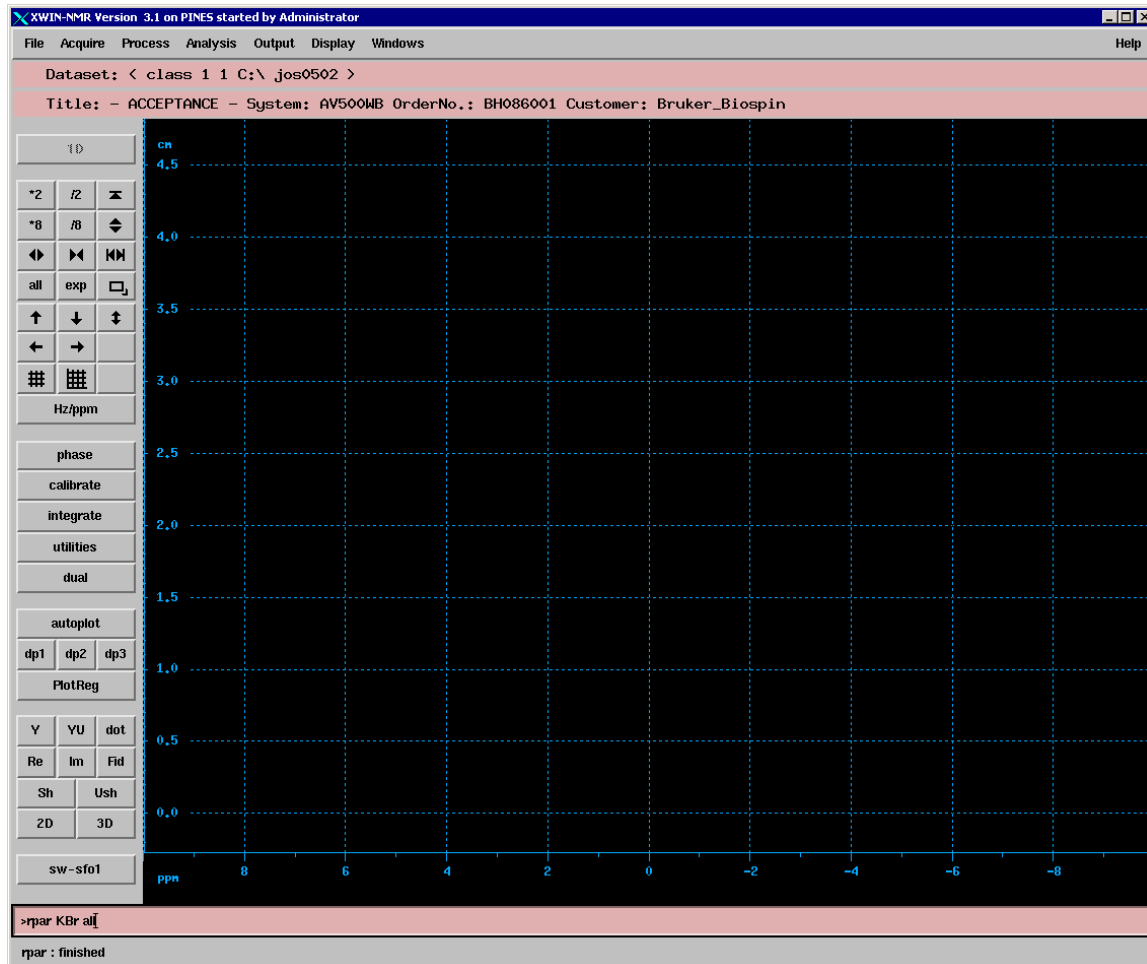 XWIN-NMR Version 3.1 on PINES started by Administrator
File Acquire Process Analysis Output Display Windows Help
Dataset: < class 1 1 C:\ jos0502 >
Title: - ACCEPTANCE - System: AV500WB OrderNo.: BH086001 Customer: Bruker_Biospin
1D
*2 /2
*8 /8
all exp
Hz/ppm
phase
calibrate
integrate
utilities
dual
autoplot
dp1 dp2 dp3
PlotReg
Y YU dot
Re Im Fid
Sh Ush
2D 3D
sw-sfo1
cm
4.5
4.0
3.5
3.0
2.5
2.0
1.5
1.0
0.5
0.0
ppm 8 6 4 2 0 -2 -4 -6 -8
>rpar KBr all
rpar : finished